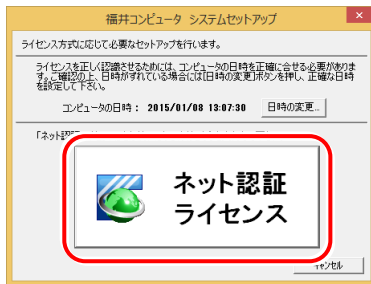 福井コンピュータ システムセットアップ
ライセンス方式に応じて必要なセットアップを行います。
ライセンスを正しく認識させるためには、コンピュータの日時を正確に合せる必要がありま
す。ご確認の上、日時がずれている場合には[日時の変更]ボタンを押し、正確な日時
を設定して下さい。
コンピュータの日時： 2015/01/08 13:07:30 日時の変更..
「ネット認証
ネット認証
ライセンス
キャンセル